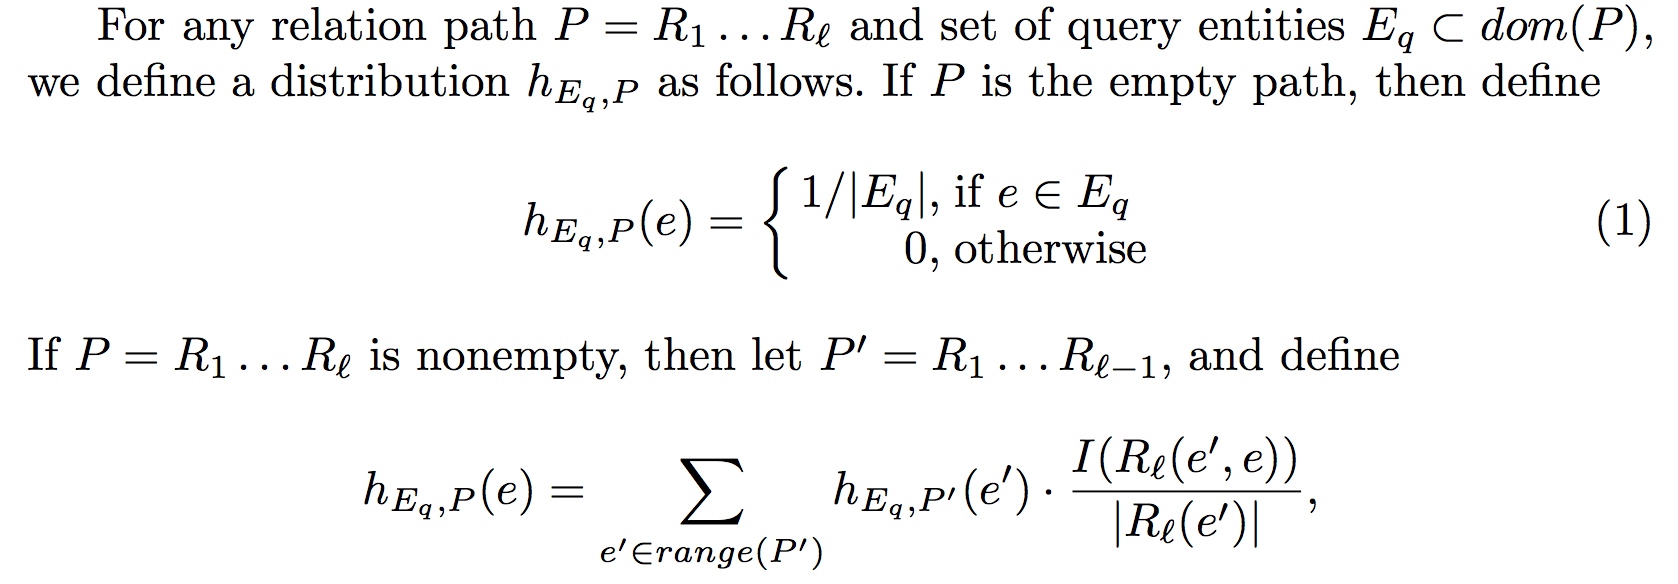 For any relation path P = R₁ … R_ℓ and set of query entities E_q ⊂ dom(P),
we define a distribution h_{E_q,P} as follows. If P is the empty path, then define
h_{E_q,P}(e) = { 1/|E_q|, if e ∈ E_q
0, otherwise (1)
If P = R₁ … R_ℓ is nonempty, then let P′ = R₁ … R_{ℓ−1}, and define
h_{E_q,P}(e) = ∑_{e′∈range(P′)} h_{E_q,P′}(e′) · I(R_ℓ(e′, e)) / |R_ℓ(e′)|,